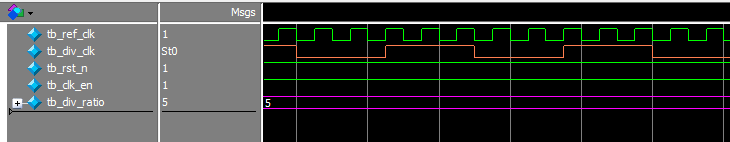 Msgs
tb_ref_clk 1
tb_div_clk St0
tb_rst_n 1
tb_clk_en 1
tb_div_ratio 5 5